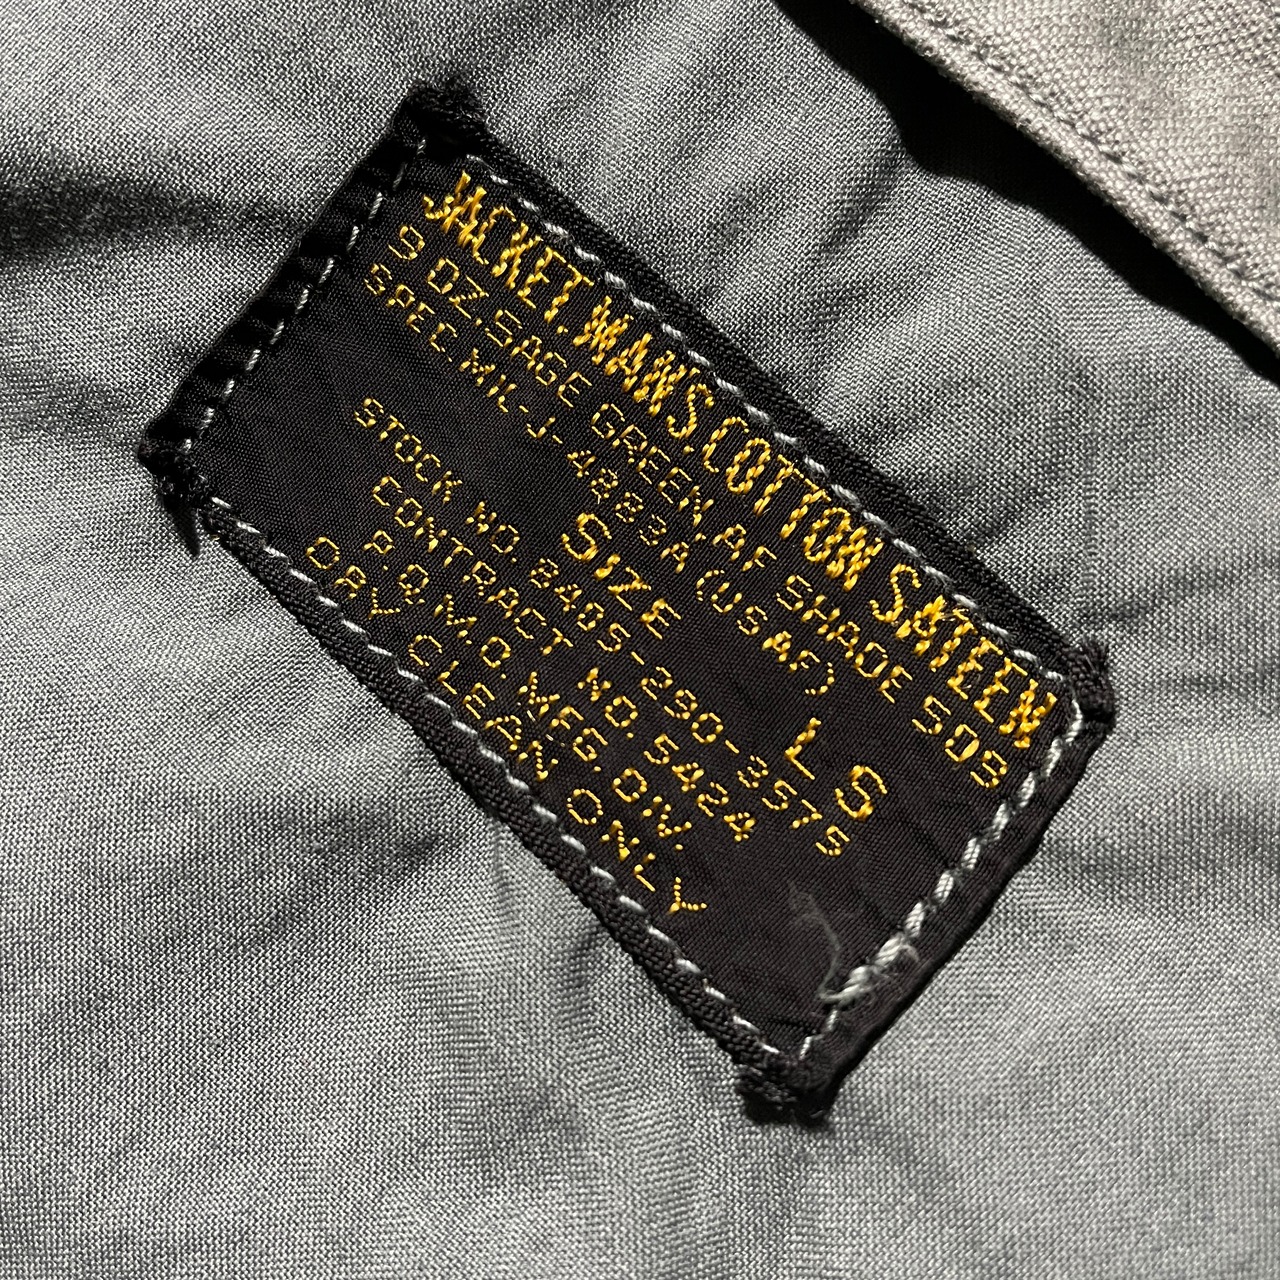 JACKET.MANS.COTTON SATEEN
9 OZ.SAGE GREEN.AF SHADE 509
SPEC.MIL-J-4883A (USAF)
SIZE L S
STOCK NO. 8405-290-3575
CONTRACT NO.5424
P.Q.M.O.MFG.DIV.
DRY CLEAN ONLY